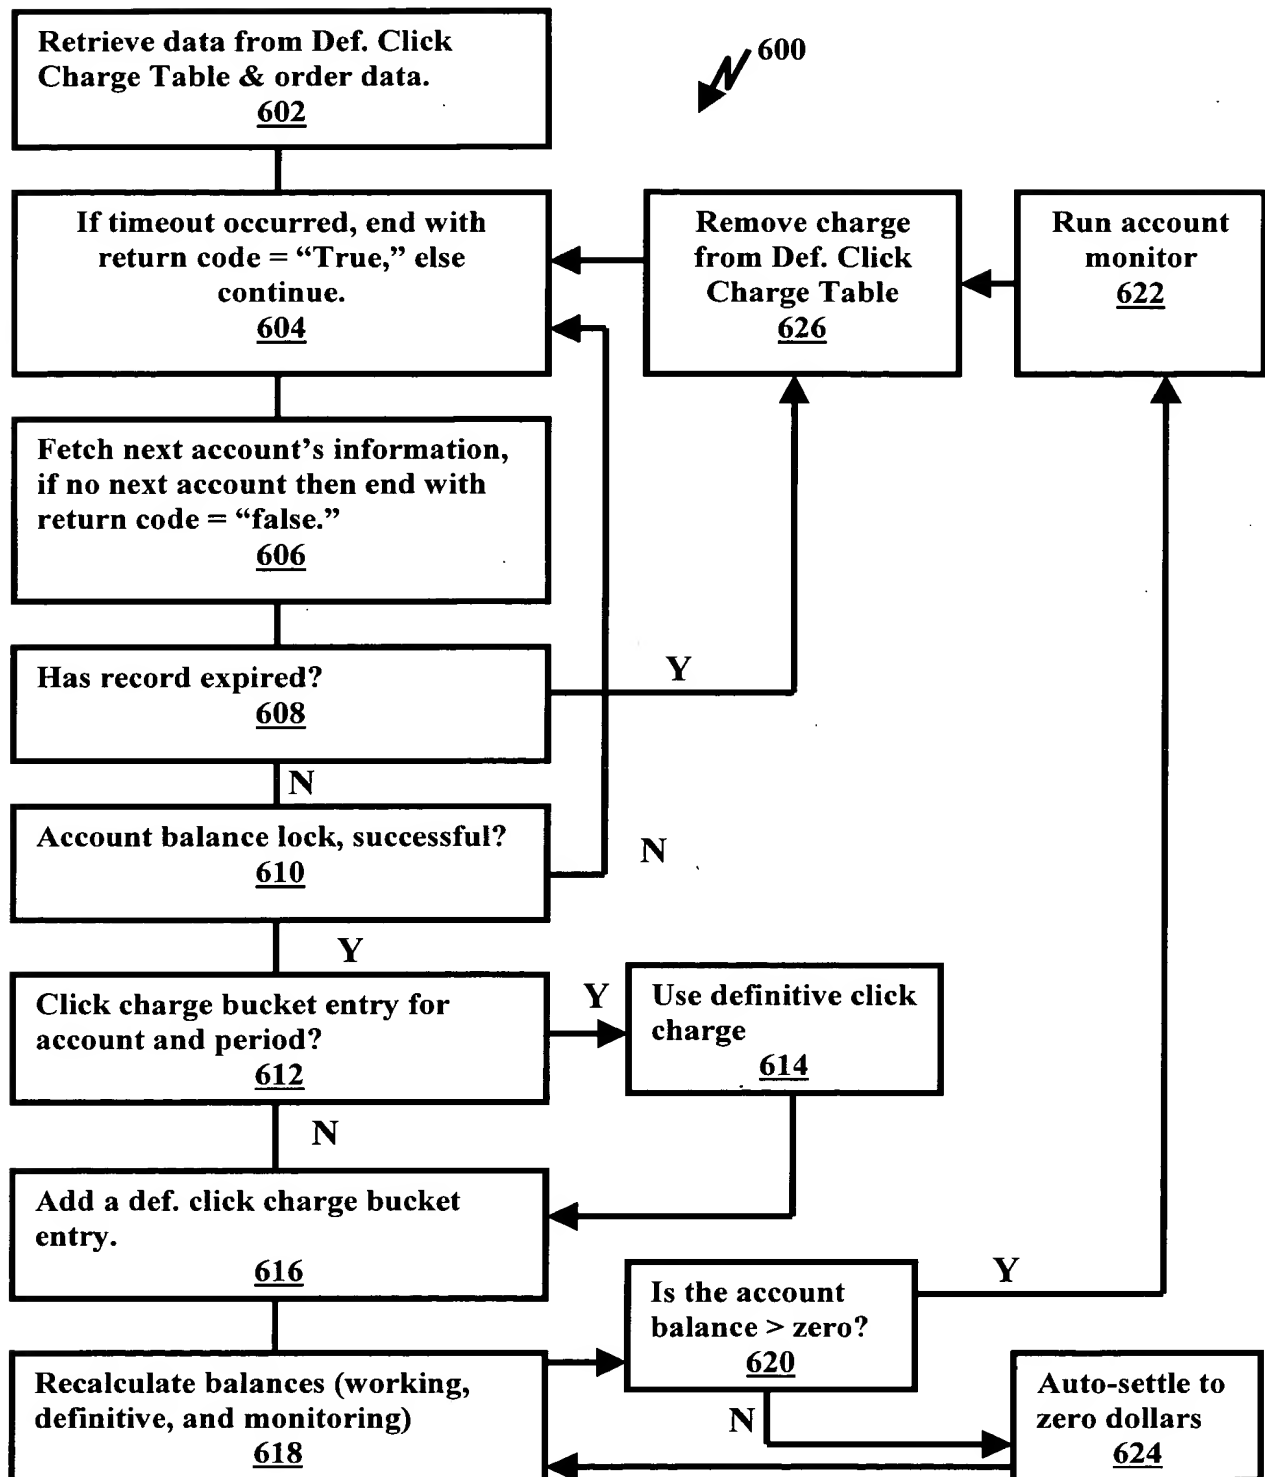 Retrieve data from Def. Click
Charge Table & order data.
602
600
If timeout occurred, end with
return code = “True,” else
continue.
604
Remove charge
from Def. Click
Charge Table
626
Run account
monitor
622
Fetch next account’s information,
if no next account then end with
return code = “false.”
606
Has record expired?
608
Y
N
Account balance lock, successful?
610
N
Y
Click charge bucket entry for
account and period?
612
Y
Use definitive click
charge
614
N
Add a def. click charge bucket
entry.
616
Is the account
balance > zero?
620
Y
N
Recalculate balances (working,
definitive, and monitoring)
618
Auto-settle to
zero dollars
624